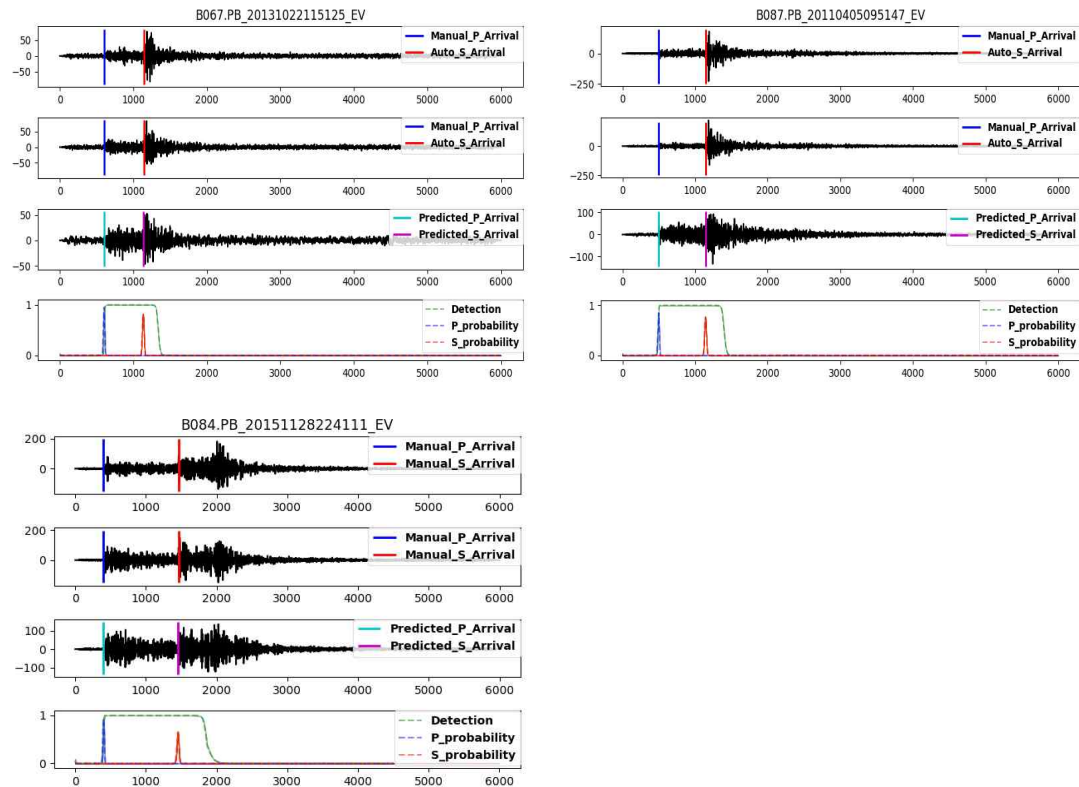 B067.PB_20131022115125_EV
50
0
−50
Manual_P_Arrival
Auto_S_Arrival
0 1000 2000 3000 4000 5000 6000
50
0
−50
Manual_P_Arrival
Auto_S_Arrival
0 1000 2000 3000 4000 5000 6000
50
0
−50
Predicted_P_Arrival
Predicted_S_Arrival
0 1000 2000 3000 4000 5000 6000
1
0
Detection
P_probability
S_probability
0 1000 2000 3000 4000 5000 6000
B087.PB_20110405095147_EV
0
−250
Manual_P_Arrival
Auto_S_Arrival
0 1000 2000 3000 4000 5000 6000
0
−250
Manual_P_Arrival
Auto_S_Arrival
0 1000 2000 3000 4000 5000 6000
100
0
−100
Predicted_P_Arrival
Predicted_S_Arrival
0 1000 2000 3000 4000 5000 6000
1
0
Detection
P_probability
S_probability
0 1000 2000 3000 4000 5000 6000
B084.PB_20151128224111_EV
200
0
Manual_P_Arrival
Manual_S_Arrival
0 1000 2000 3000 4000 5000 6000
200
0
Manual_P_Arrival
Manual_S_Arrival
0 1000 2000 3000 4000 5000 6000
100
0
−100
Predicted_P_Arrival
Predicted_S_Arrival
0 1000 2000 3000 4000 5000 6000
1
0
Detection
P_probability
S_probability
0 1000 2000 3000 4000 5000 6000